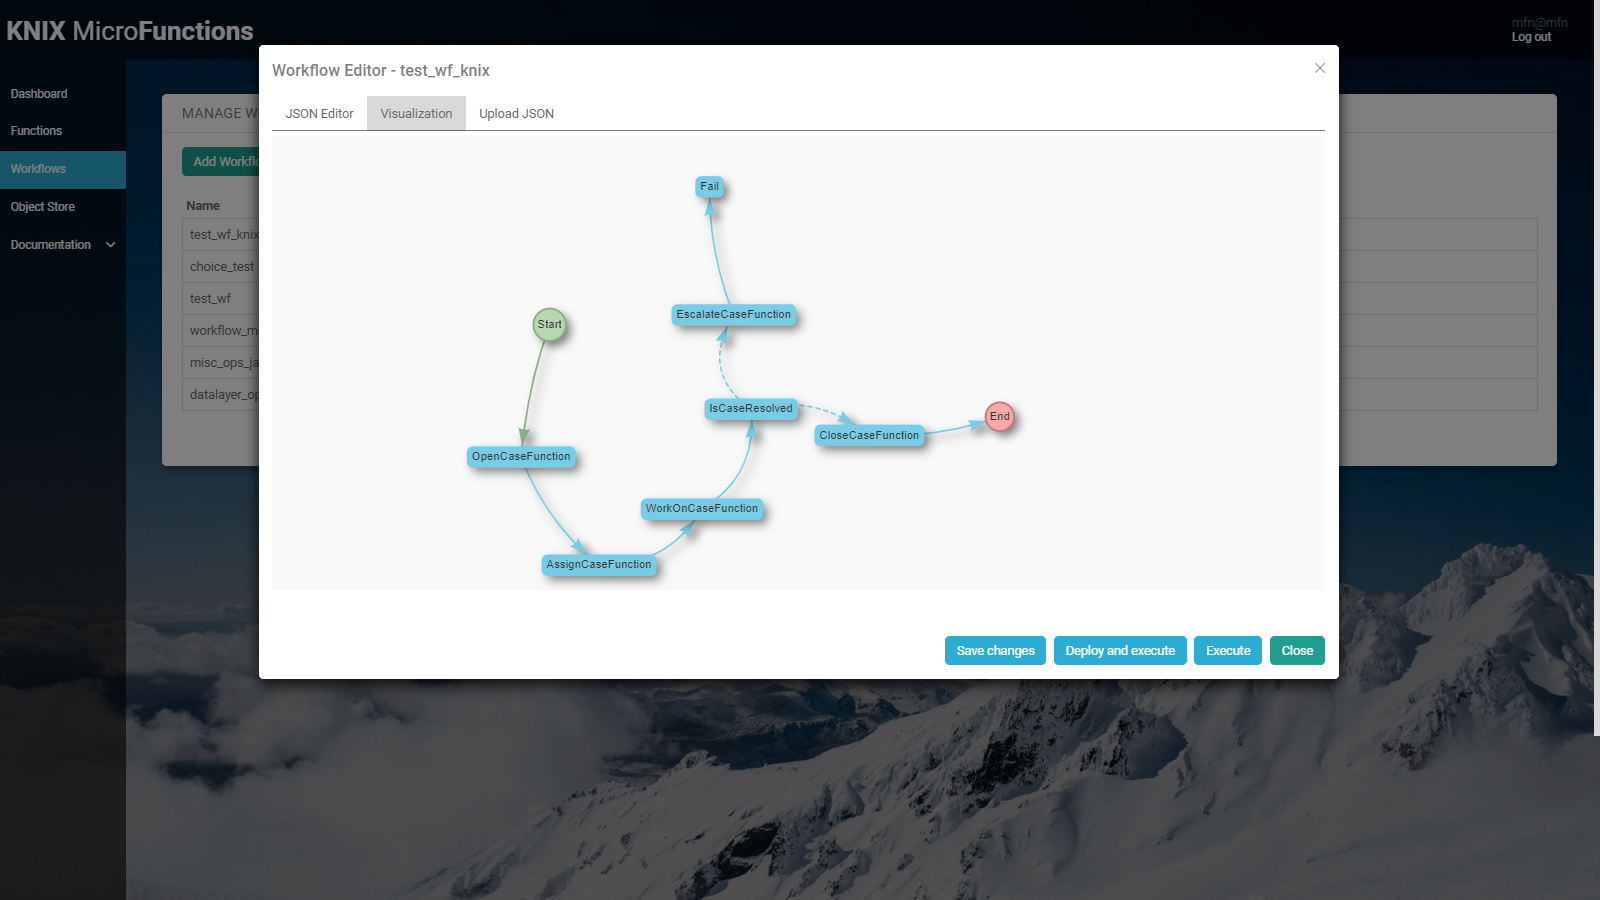 KNIX MicroFunctions
mfn@mfn
Log out
Dashboard
Functions
Workflows
Object Store
Documentation
MANAGE W
Add Workfl
Name
test_wf_knix
choice_test
test_wf
workflow_m
misc_ops_ja
datalayer_op
Workflow Editor - test_wf_knix
JSON Editor
Visualization
Upload JSON
Fail
EscalateCaseFunction
Start
IsCaseResolved
End
CloseCaseFunction
OpenCaseFunction
WorkOnCaseFunction
AssignCaseFunction
Save changes
Deploy and execute
Execute
Close